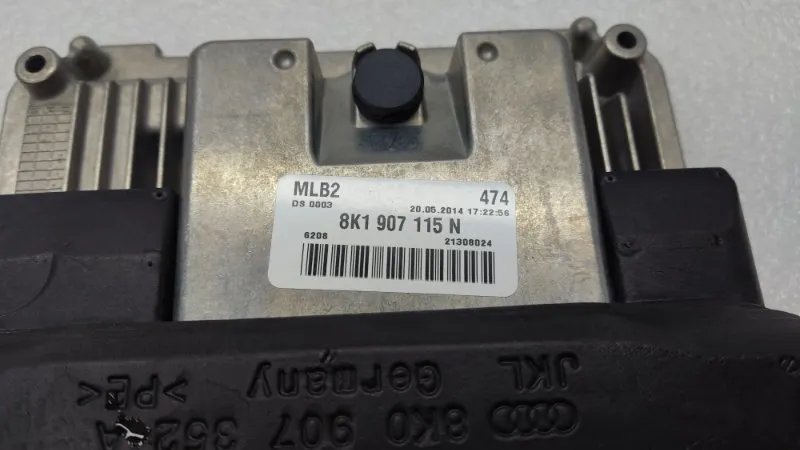 MLB2 474
DS 0003 20.05.2014 17:22:56
8K1 907 115 N
6208 21308024
JKL Germany >PE<
8K0 907 352 A